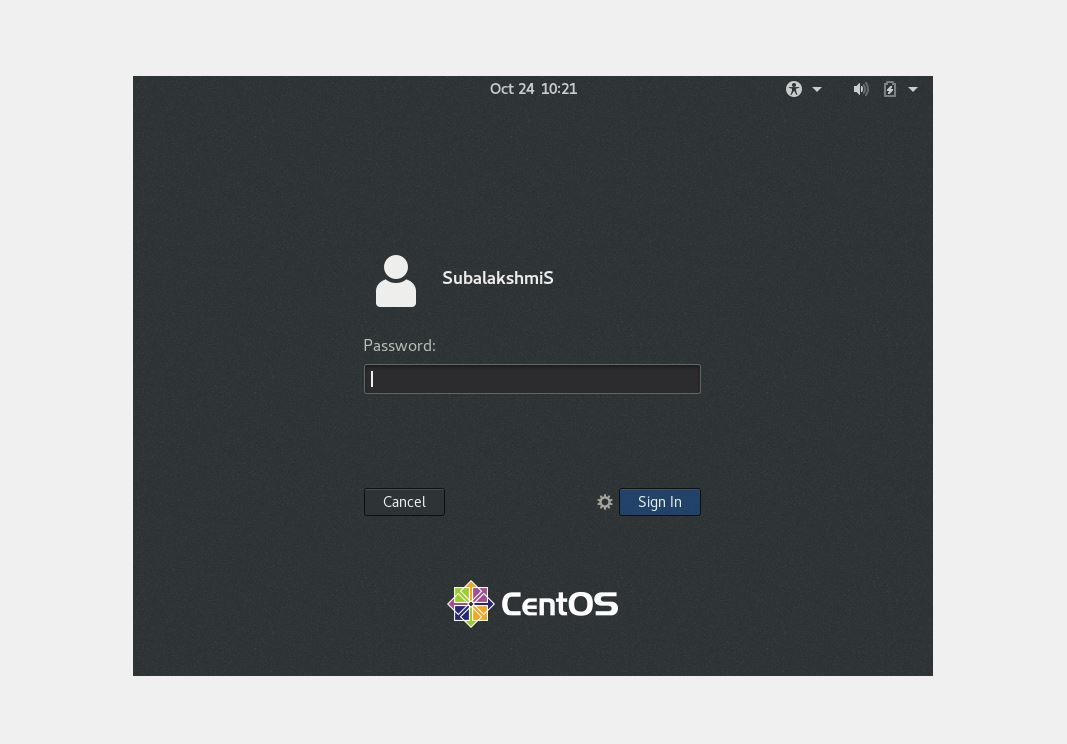 Oct 24 10:21
SubalakshmiS
Password:
Cancel
Sign In
CentOS